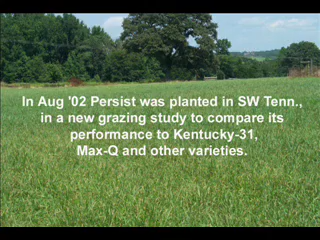 In Aug '02 Persist was planted in SW Tenn.,
in a new grazing study to compare its
performance to Kentucky-31,
Max-Q and other varieties.